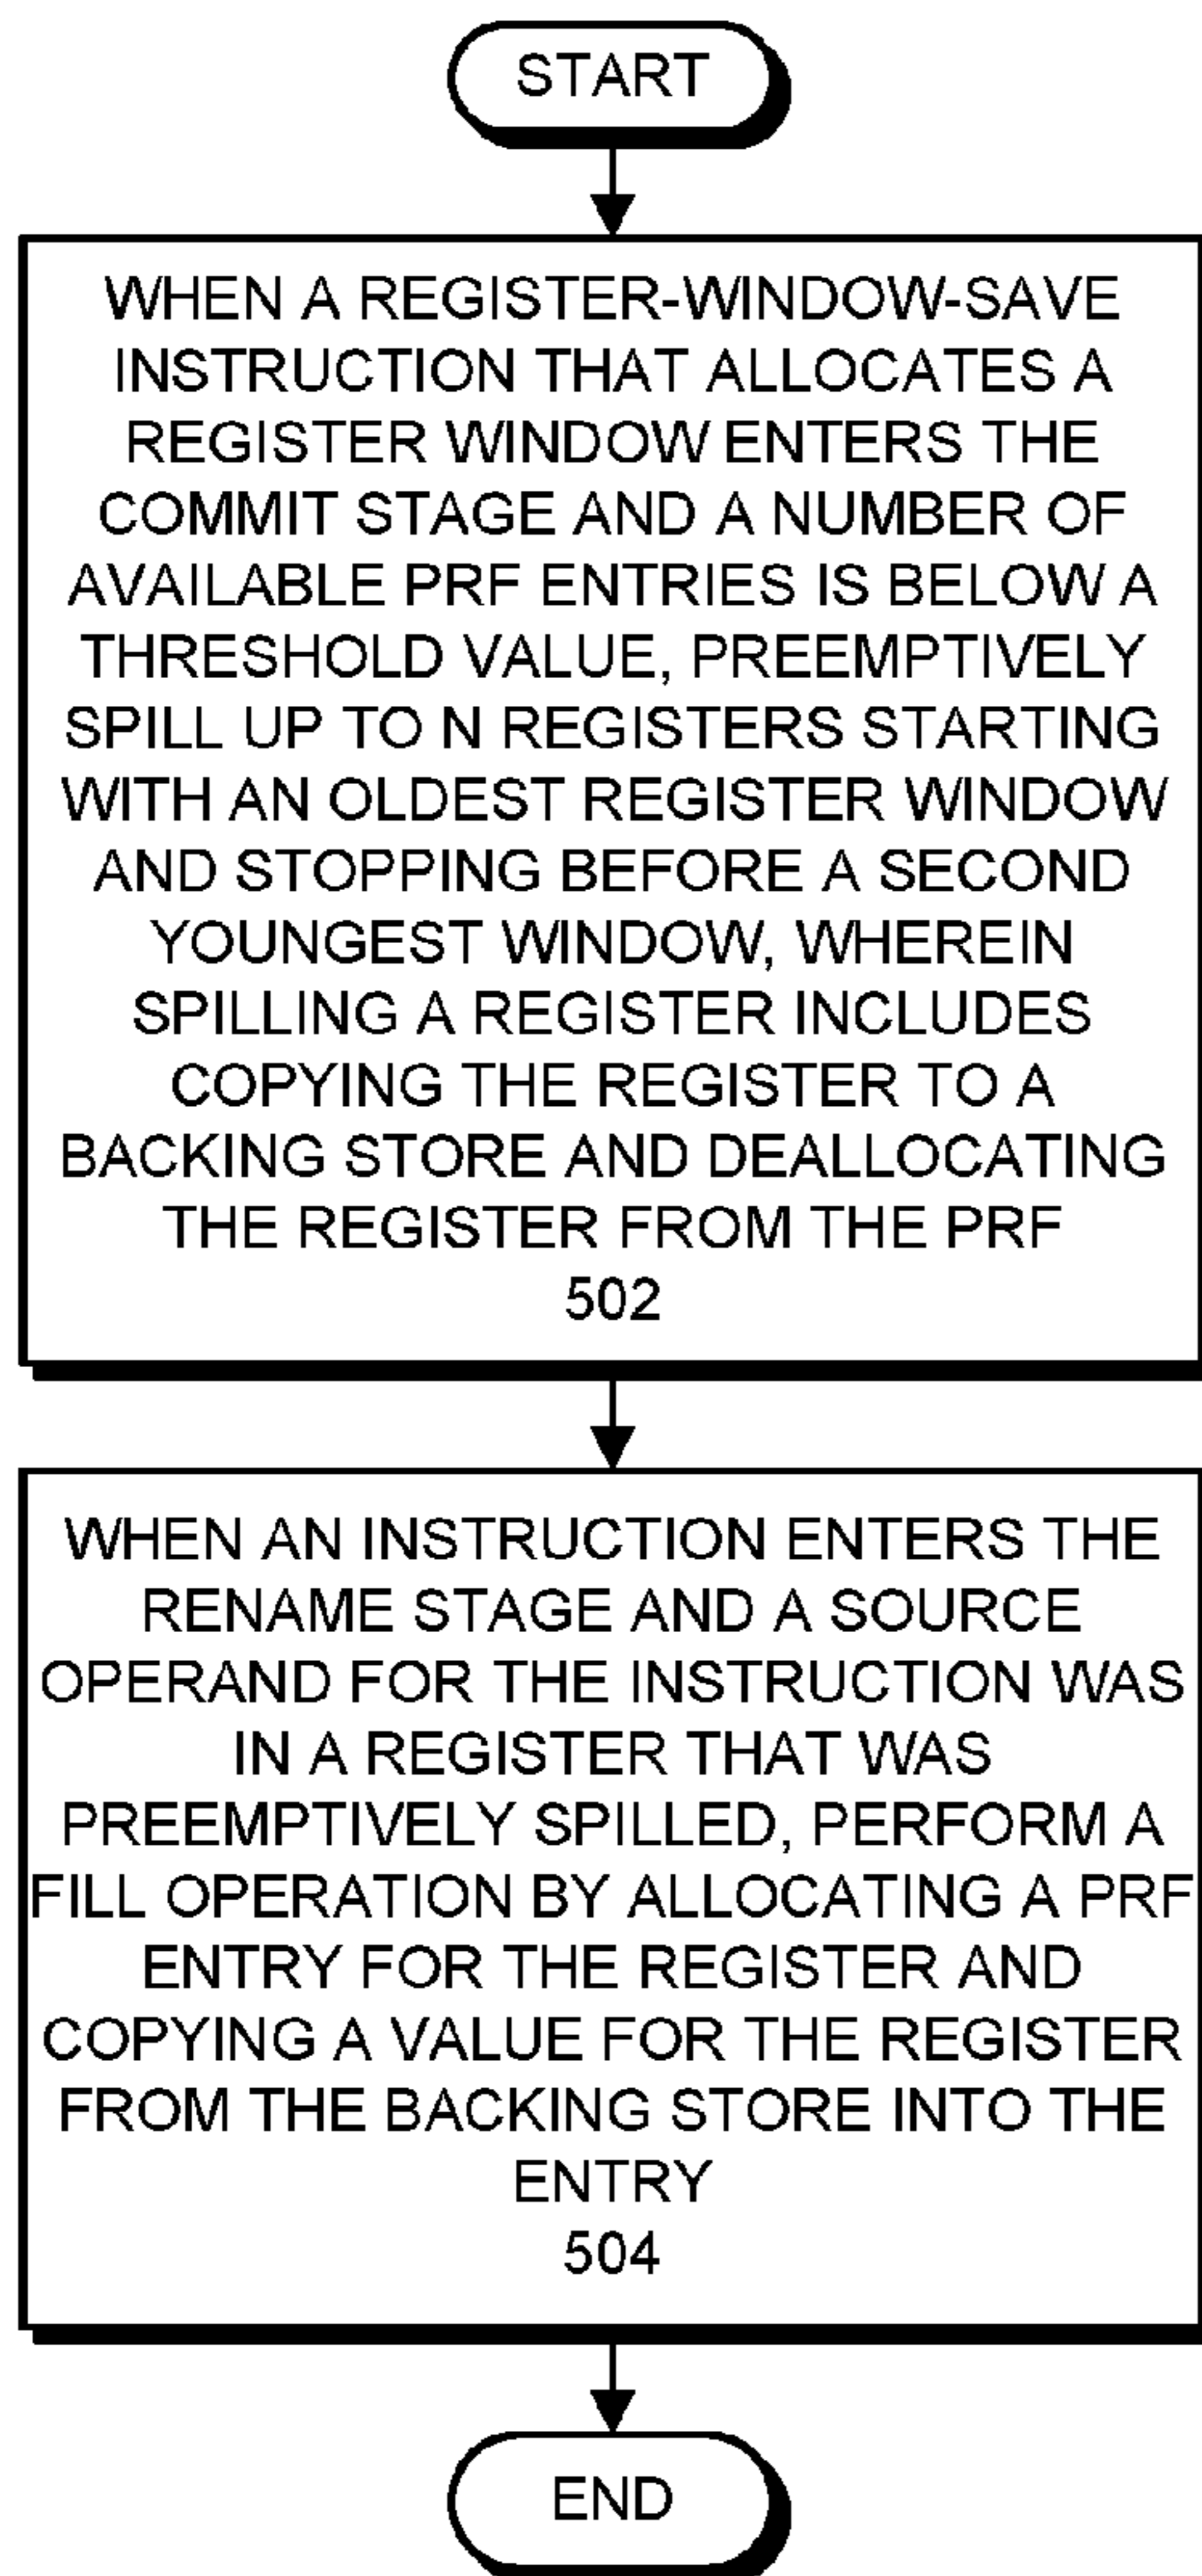 START
WHEN A REGISTER-WINDOW-SAVE
INSTRUCTION THAT ALLOCATES A
REGISTER WINDOW ENTERS THE
COMMIT STAGE AND A NUMBER OF
AVAILABLE PRF ENTRIES IS BELOW A
THRESHOLD VALUE, PREEMPTIVELY
SPILL UP TO N REGISTERS STARTING
WITH AN OLDEST REGISTER WINDOW
AND STOPPING BEFORE A SECOND
YOUNGEST WINDOW, WHEREIN
SPILLING A REGISTER INCLUDES
COPYING THE REGISTER TO A
BACKING STORE AND DEALLOCATING
THE REGISTER FROM THE PRF
502
WHEN AN INSTRUCTION ENTERS THE
RENAME STAGE AND A SOURCE
OPERAND FOR THE INSTRUCTION WAS
IN A REGISTER THAT WAS
PREEMPTIVELY SPILLED, PERFORM A
FILL OPERATION BY ALLOCATING A PRF
ENTRY FOR THE REGISTER AND
COPYING A VALUE FOR THE REGISTER
FROM THE BACKING STORE INTO THE
ENTRY
504
END